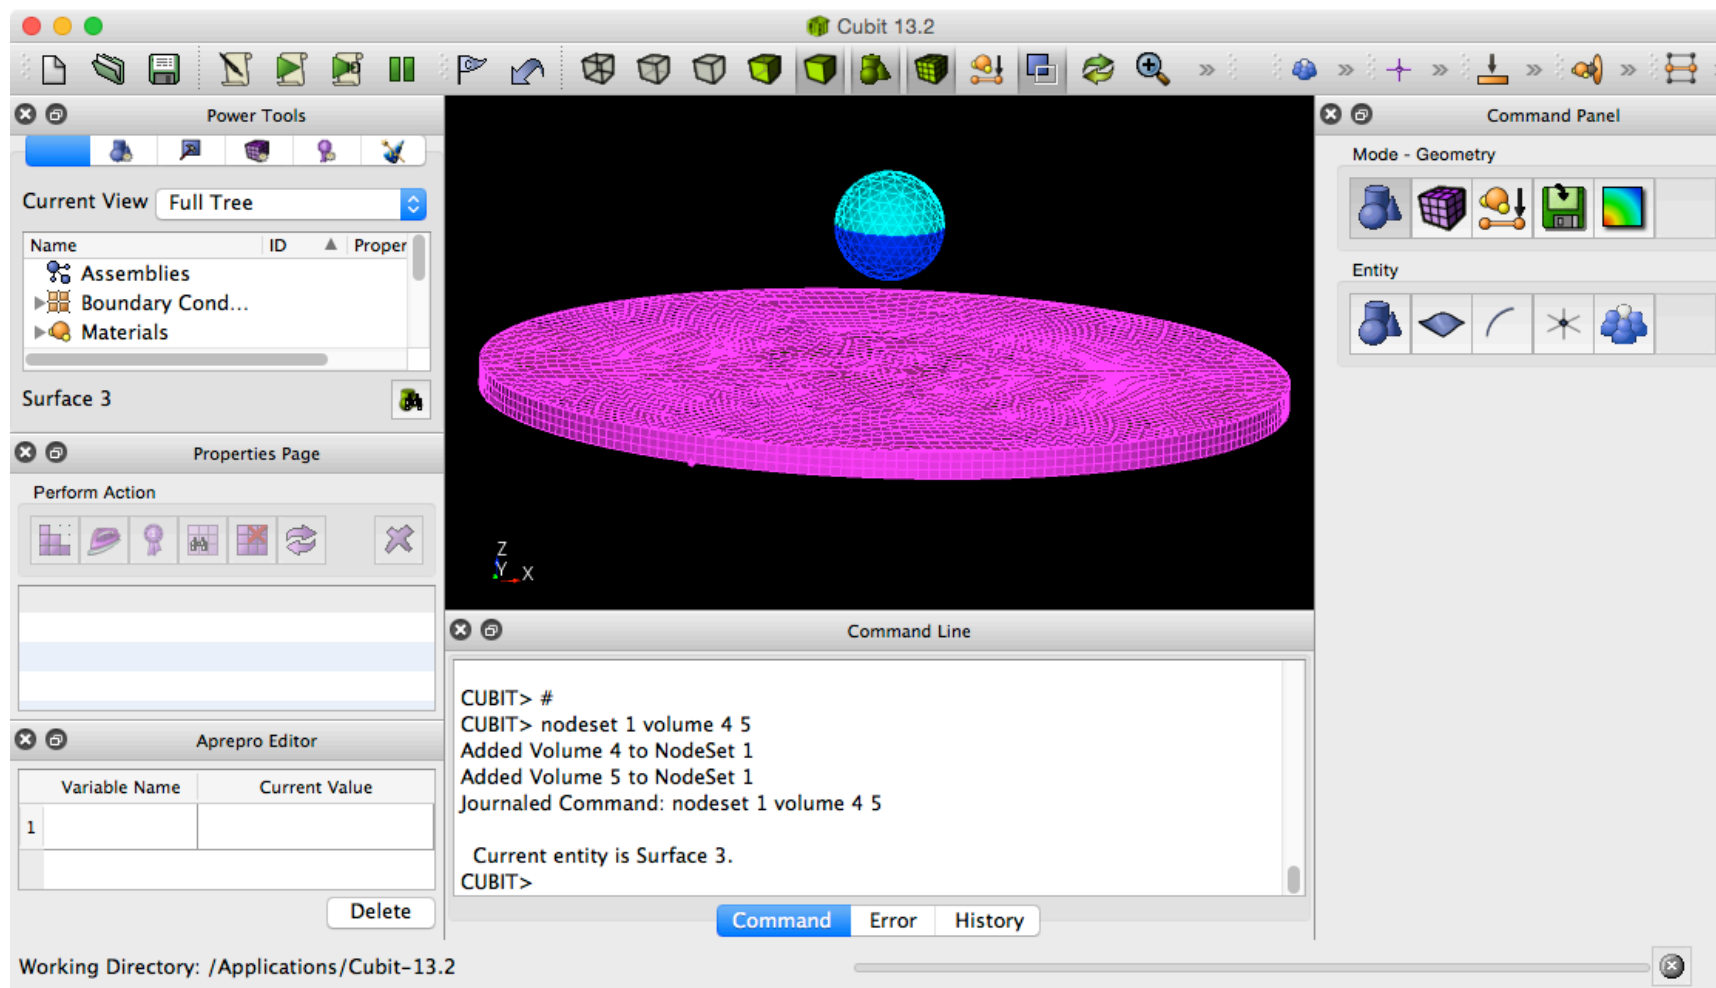 Cubit 13.2
Power Tools
Current View Full Tree
Name ID Proper
Assemblies
Boundary Cond...
Materials
Surface 3
Properties Page
Perform Action
Aprepro Editor
Variable Name Current Value
1
Delete
Z
Y X
Command Line
CUBIT> #
CUBIT> nodeset 1 volume 4 5
Added Volume 4 to NodeSet 1
Added Volume 5 to NodeSet 1
Journaled Command: nodeset 1 volume 4 5
Current entity is Surface 3.
CUBIT>
Command Error History
Command Panel
Mode - Geometry
Entity
Working Directory: /Applications/Cubit-13.2